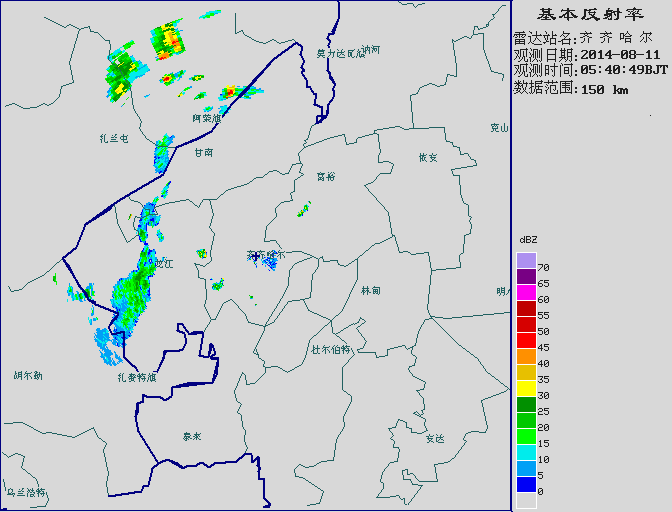 基本反射率
雷达站名:齐 齐 哈 尔
观测日期:2014-08-11
观测时间:05:40:49BJT
数据范围:150 km
莫力达瓦旗
讷河
阿荣旗
克山
扎兰屯
甘南
依安
富裕
齐齐哈尔
龙江
林甸
明水
杜尔伯特
胡尔勒
扎赉特旗
泰来
安达
乌兰浩特
dBZ
70
65
60
55
50
45
40
35
30
25
20
15
10
5
0